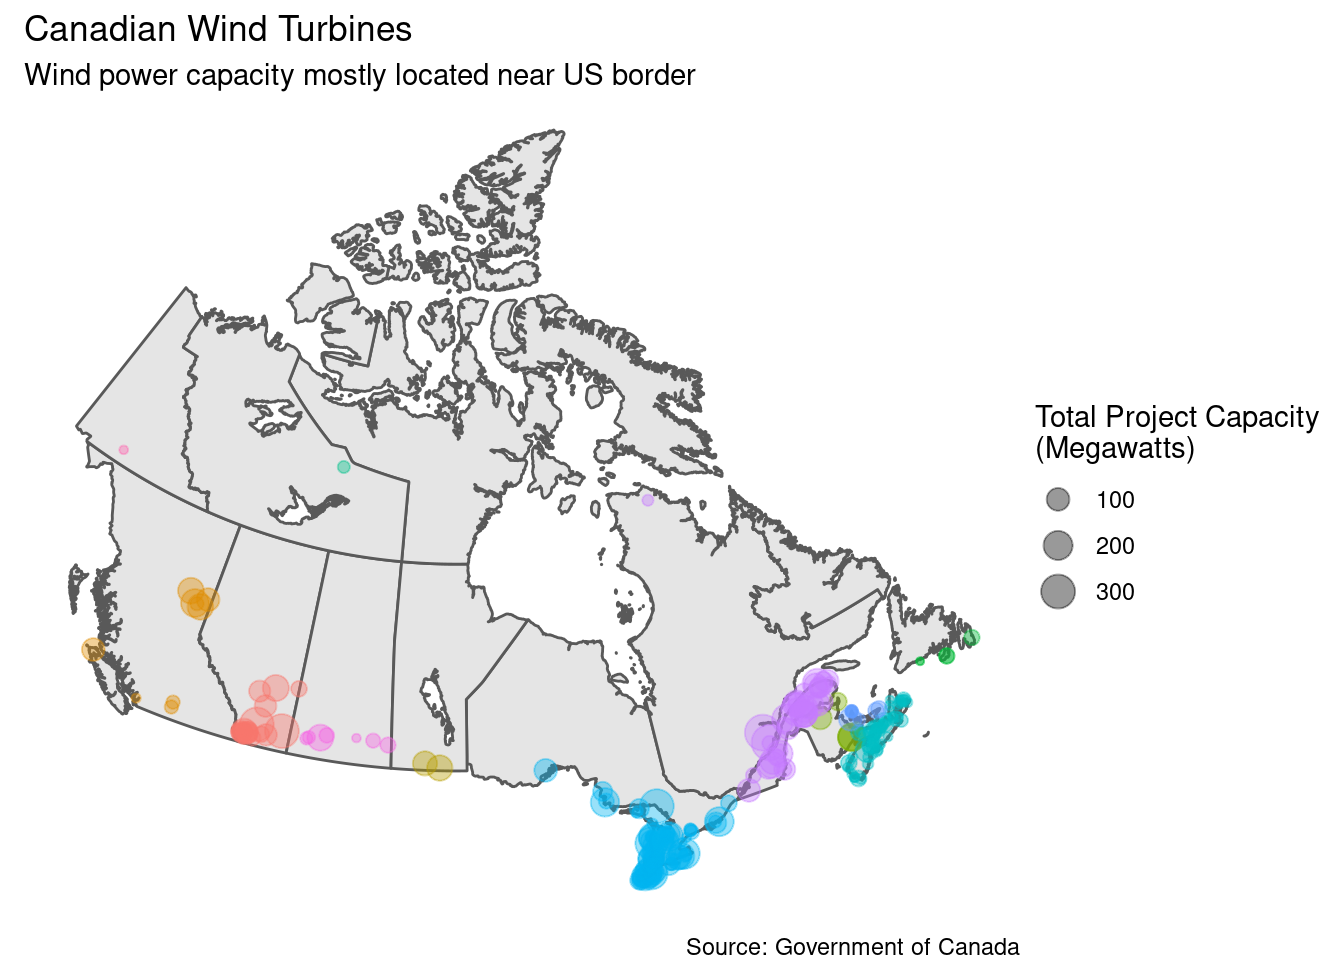 Canadian Wind Turbines
Wind power capacity mostly located near US border
Total Project Capacity
(Megawatts)
100
200
300
Source: Government of Canada